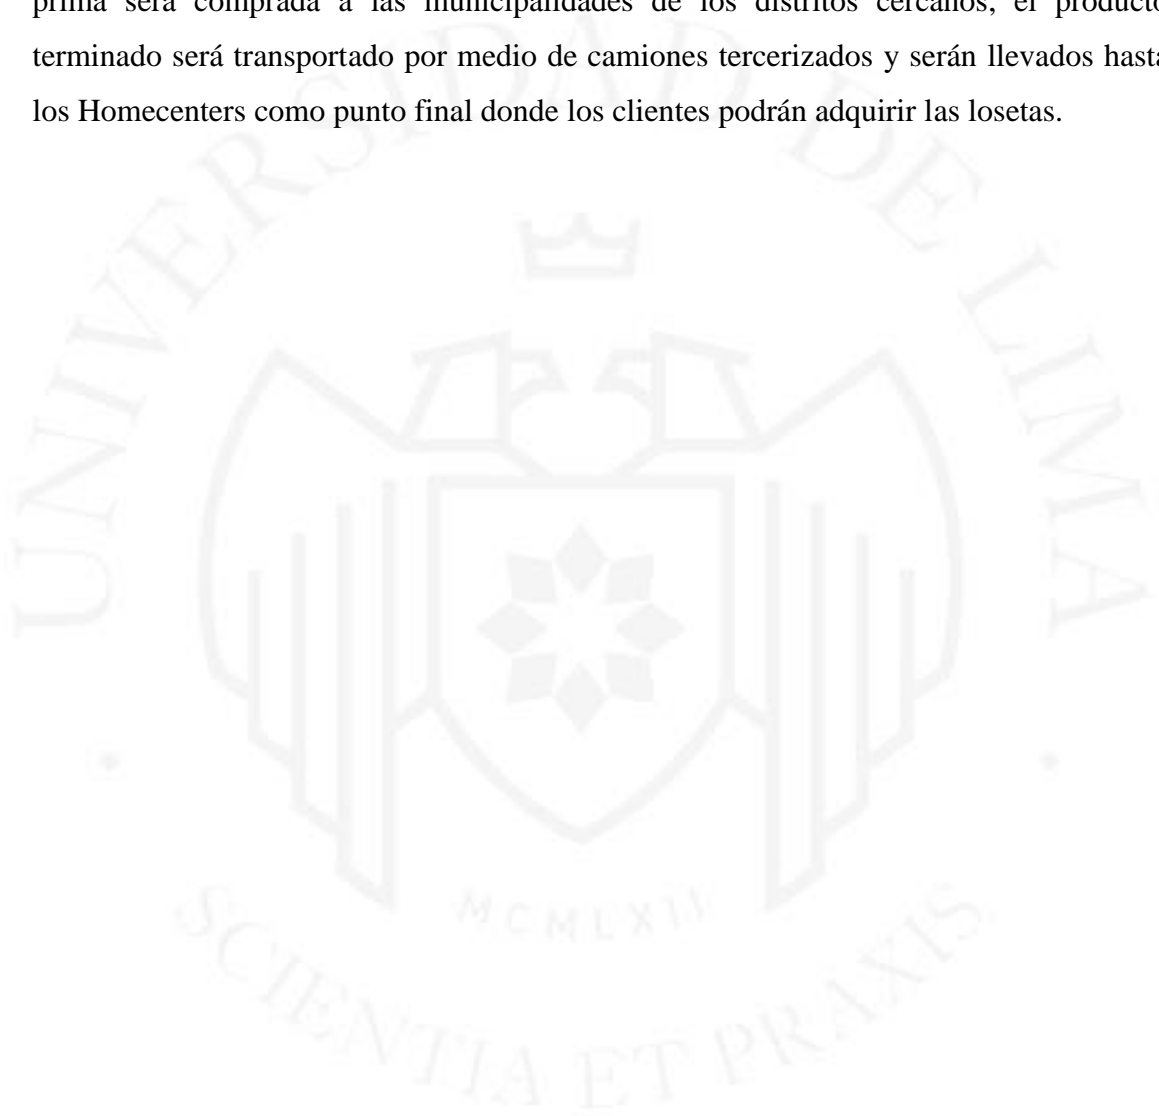 prima será comprada a las municipalidades de los distritos cercanos, el producto
terminado será transportado por medio de camiones tercerizados y serán llevados hasta
los Homecenters como punto final donde los clientes podrán adquirir las losetas.
UNIVERSIDAD DE LIMA
MCMLXII
SCIENTIA ET PRAXIS